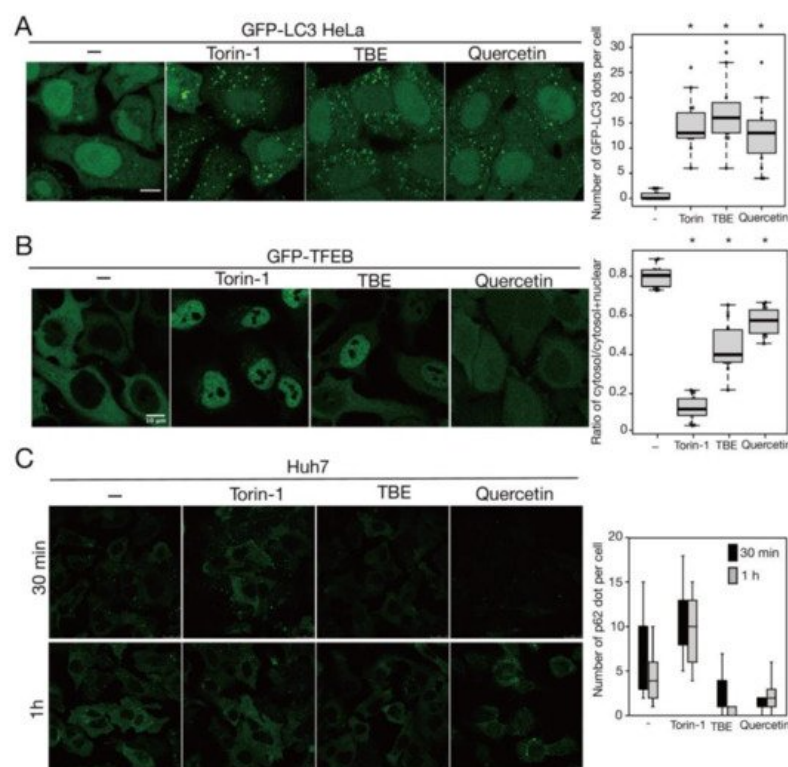 A
GFP-LC3 HeLa
– Torin-1 TBE Quercetin
Number of GFP-LC3 dots per cell
30
25
20
15
10
5
0
* * *
- Torin TBE Quercetin
B
GFP-TFEB
– Torin-1 TBE Quercetin
10 µm
Ratio of cytosol/cytosol+nuclear
0.8
0.6
0.4
0.2
0
* * *
– Torin-1 TBE Quercetin
C
Huh7
– Torin-1 TBE Quercetin
30 min
1h
Number of p62 dot per cell
20
15
10
5
0
30 min
1 h
- Torin-1 TBE Quercetin